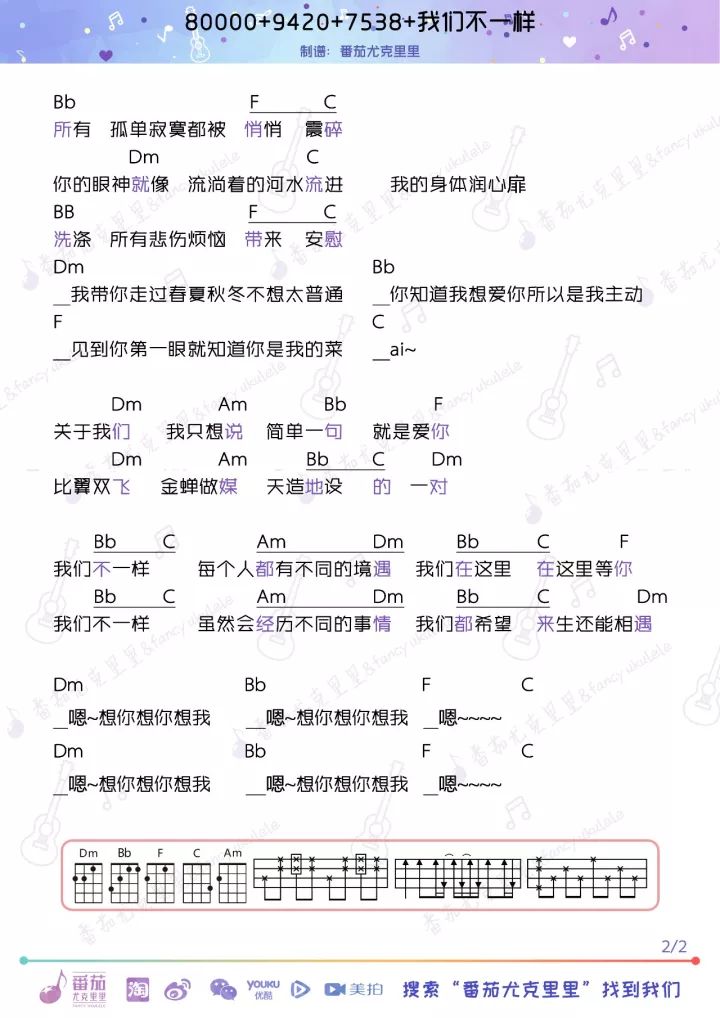 80000+9420+7538+我们不一样
制谱：番茄尤克里里
Bb F C
所有 孤单寂寞都被 悄悄 震碎
Dm C
你的眼神就像 流淌着的河水流进 我的身体润心扉
BB F C
洗涤 所有悲伤烦恼 带来 安慰
Dm Bb
__我带你走过春夏秋冬不想太普通 __你知道我想爱你所以是我主动
F C
__见到你第一眼就知道你是我的菜 __ai~
Dm Am Bb F
关于我们 我只想说 简单一句 就是爱你
Dm Am Bb C Dm
比翼双飞 金蝉做媒 天造地设 的 一对
Bb C Am Dm Bb C F
我们不一样 每个人都有不同的境遇 我们在这里 在这里等你
Bb C Am Dm Bb C Dm
我们不一样 虽然会经历不同的事情 我们都希望 来生还能相遇
Dm Bb F C
__嗯~想你想你想我 __嗯~想你想你想我 __嗯~~~~
Dm Bb F C
__嗯~想你想你想我 __嗯~想你想你想我 __嗯~~~~
Dm Bb F C Am
2/2
番茄
尤克里里
FANCY UKULELE
淘
YOUKU
优酷
美拍
搜索“番茄尤克里里”找到我们
番茄尤克里里&fancy ukulele